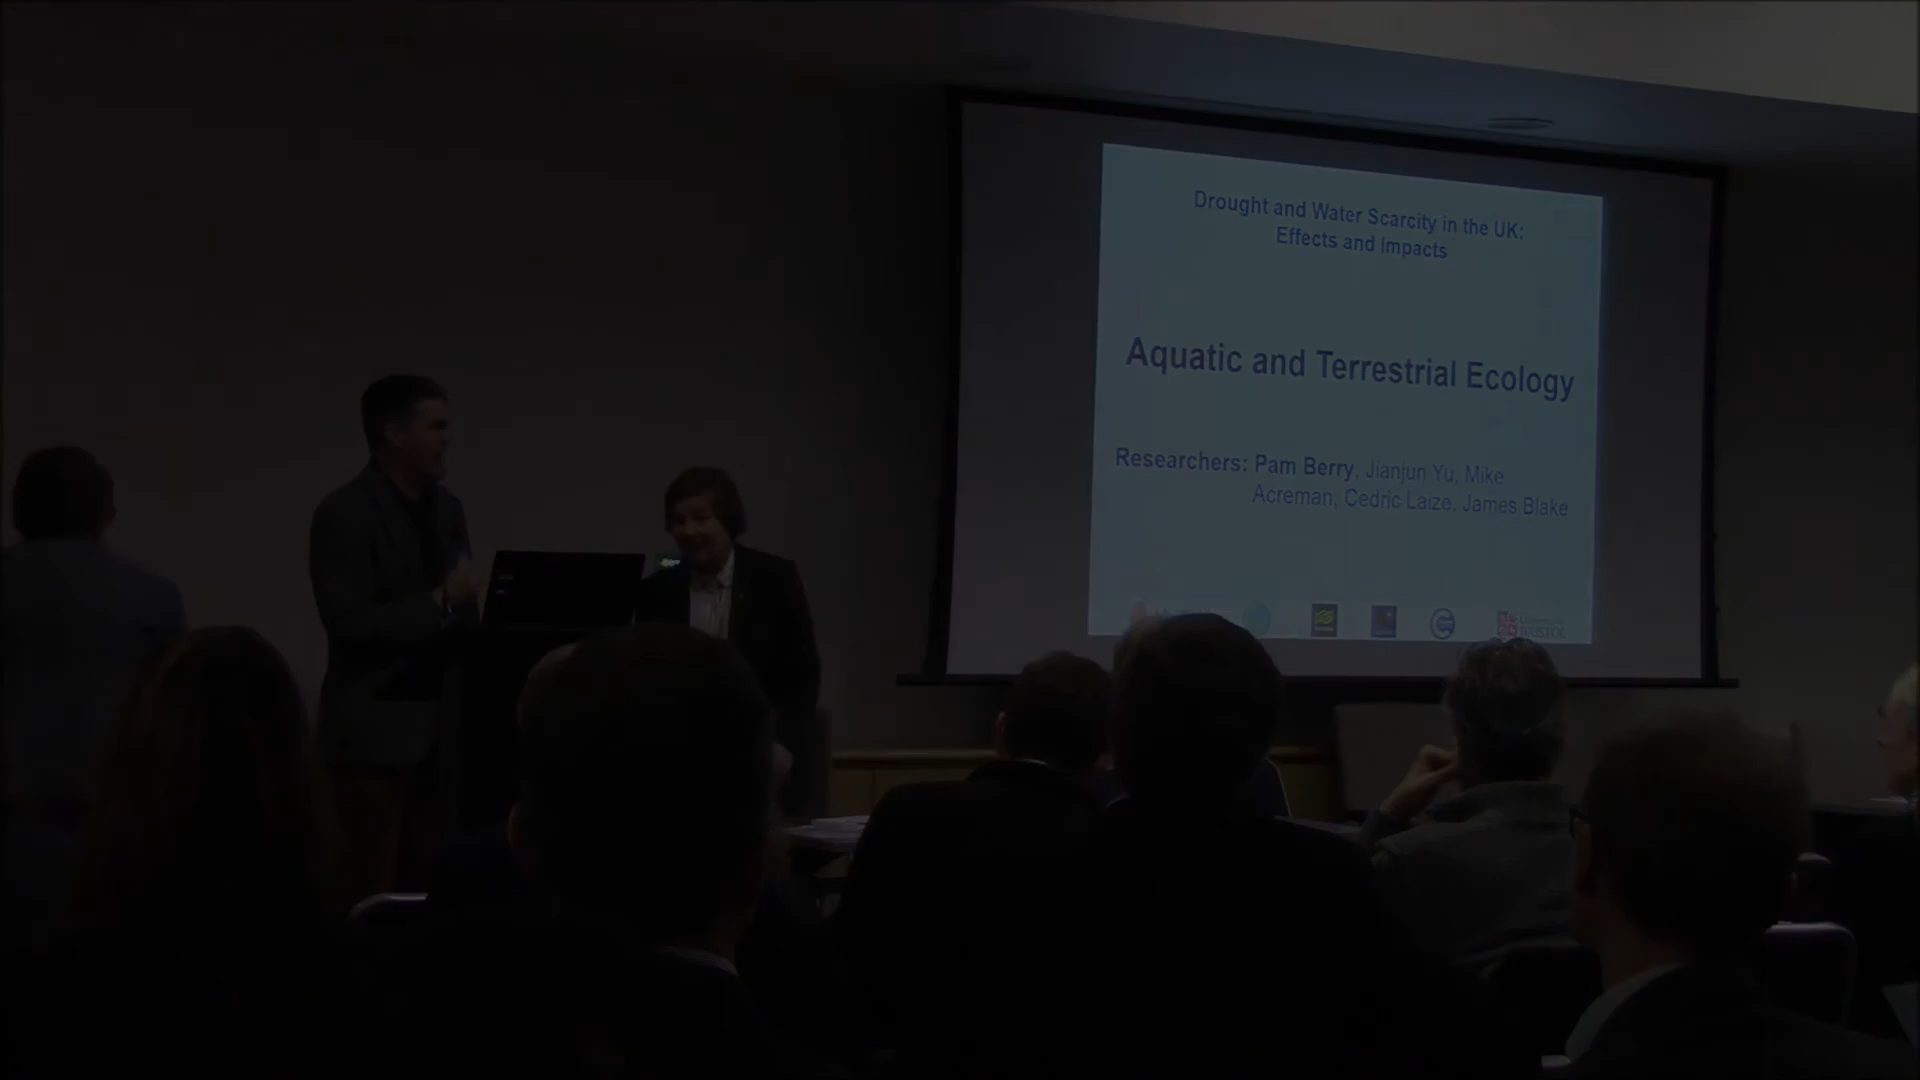 Drought and Water Scarcity in the UK:
Effects and Impacts
Aquatic and Terrestrial Ecology
Researchers: Pam Berry, Jianjun Yu, Mike
Acreman, Cedric Laize, James Blake
BRISTOL